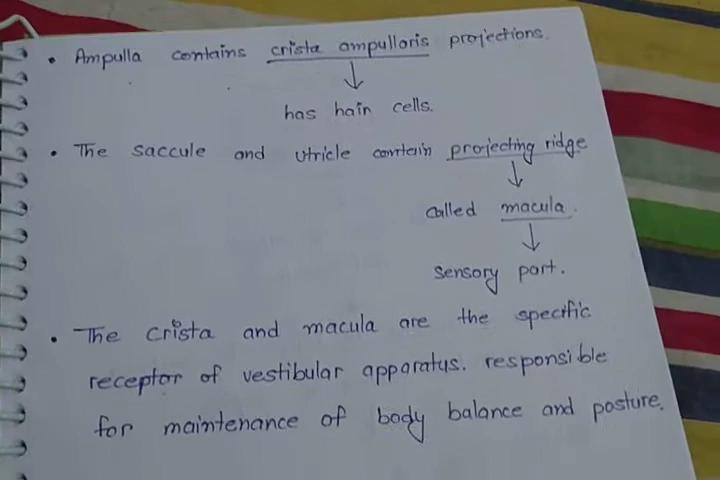 • Ampulla contains crista ampullaris projections.
↓
has hair cells.
• The saccule and utricle contain projecting ridge
↓
called macula.
↓
sensory part.
• The crista and macula are the specific
receptor of vestibular apparatus. responsible
for maintenance of body balance and posture.